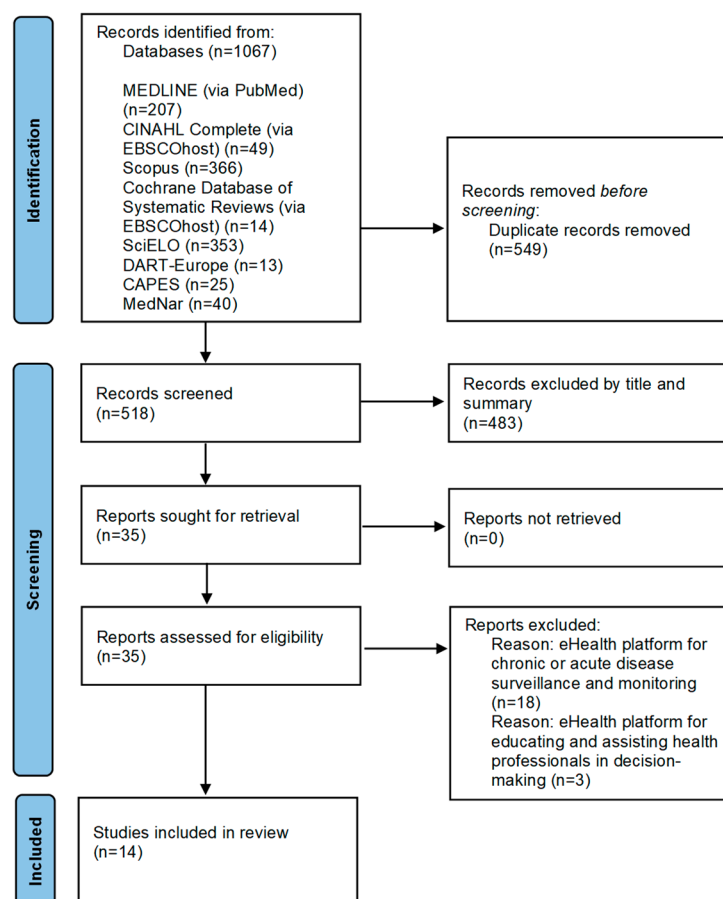 Identification
Records identified from:
Databases (n=1067)
MEDLINE (via PubMed)
(n=207)
CINAHL Complete (via
EBSCOhost) (n=49)
Scopus (n=366)
Cochrane Database of
Systematic Reviews (via
EBSCOhost) (n=14)
SciELO (n=353)
DART-Europe (n=13)
CAPES (n=25)
MedNar (n=40)
Records removed before
screening:
Duplicate records removed
(n=549)
Screening
Records screened
(n=518)
Records excluded by title and
summary
(n=483)
Reports sought for retrieval
(n=35)
Reports not retrieved
(n=0)
Reports assessed for eligibility
(n=35)
Reports excluded:
Reason: eHealth platform for
chronic or acute disease
surveillance and monitoring
(n=18)
Reason: eHealth platform for
educating and assisting health
professionals in decision-
making (n=3)
Included
Studies included in review
(n=14)